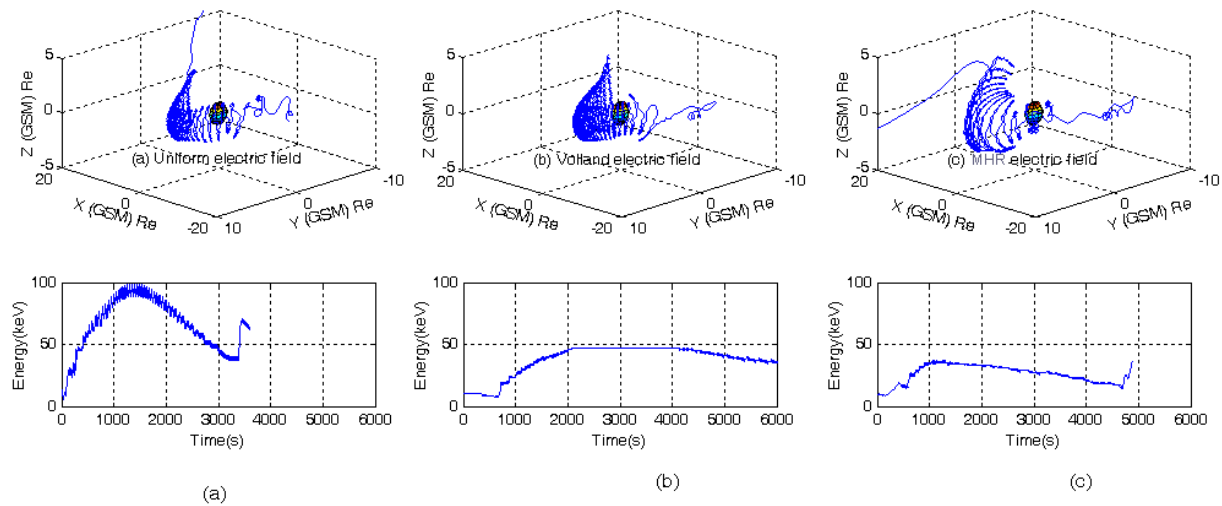 5
0
-5
Z (GSM) Re
20
0
-20
X (GSM) Re
10
0
-10
Y (GSM) Re
(a) Uniform electric field
5
0
-5
Z (GSM) Re
20
0
-20
X (GSM) Re
10
0
-10
Y (GSM) Re
(b) Volland electric field
5
0
-5
Z (GSM) Re
20
0
-20
X (GSM) Re
10
0
-10
Y (GSM) Re
(c) MHR electric field
100
50
0
Energy(keV)
0 1000 2000 3000 4000 5000 6000
Time(s)
100
50
0
Energy(keV)
0 1000 2000 3000 4000 5000 6000
Time(s)
100
50
0
Energy(keV)
0 1000 2000 3000 4000 5000 6000
Time(s)
(a)
(b)
(c)